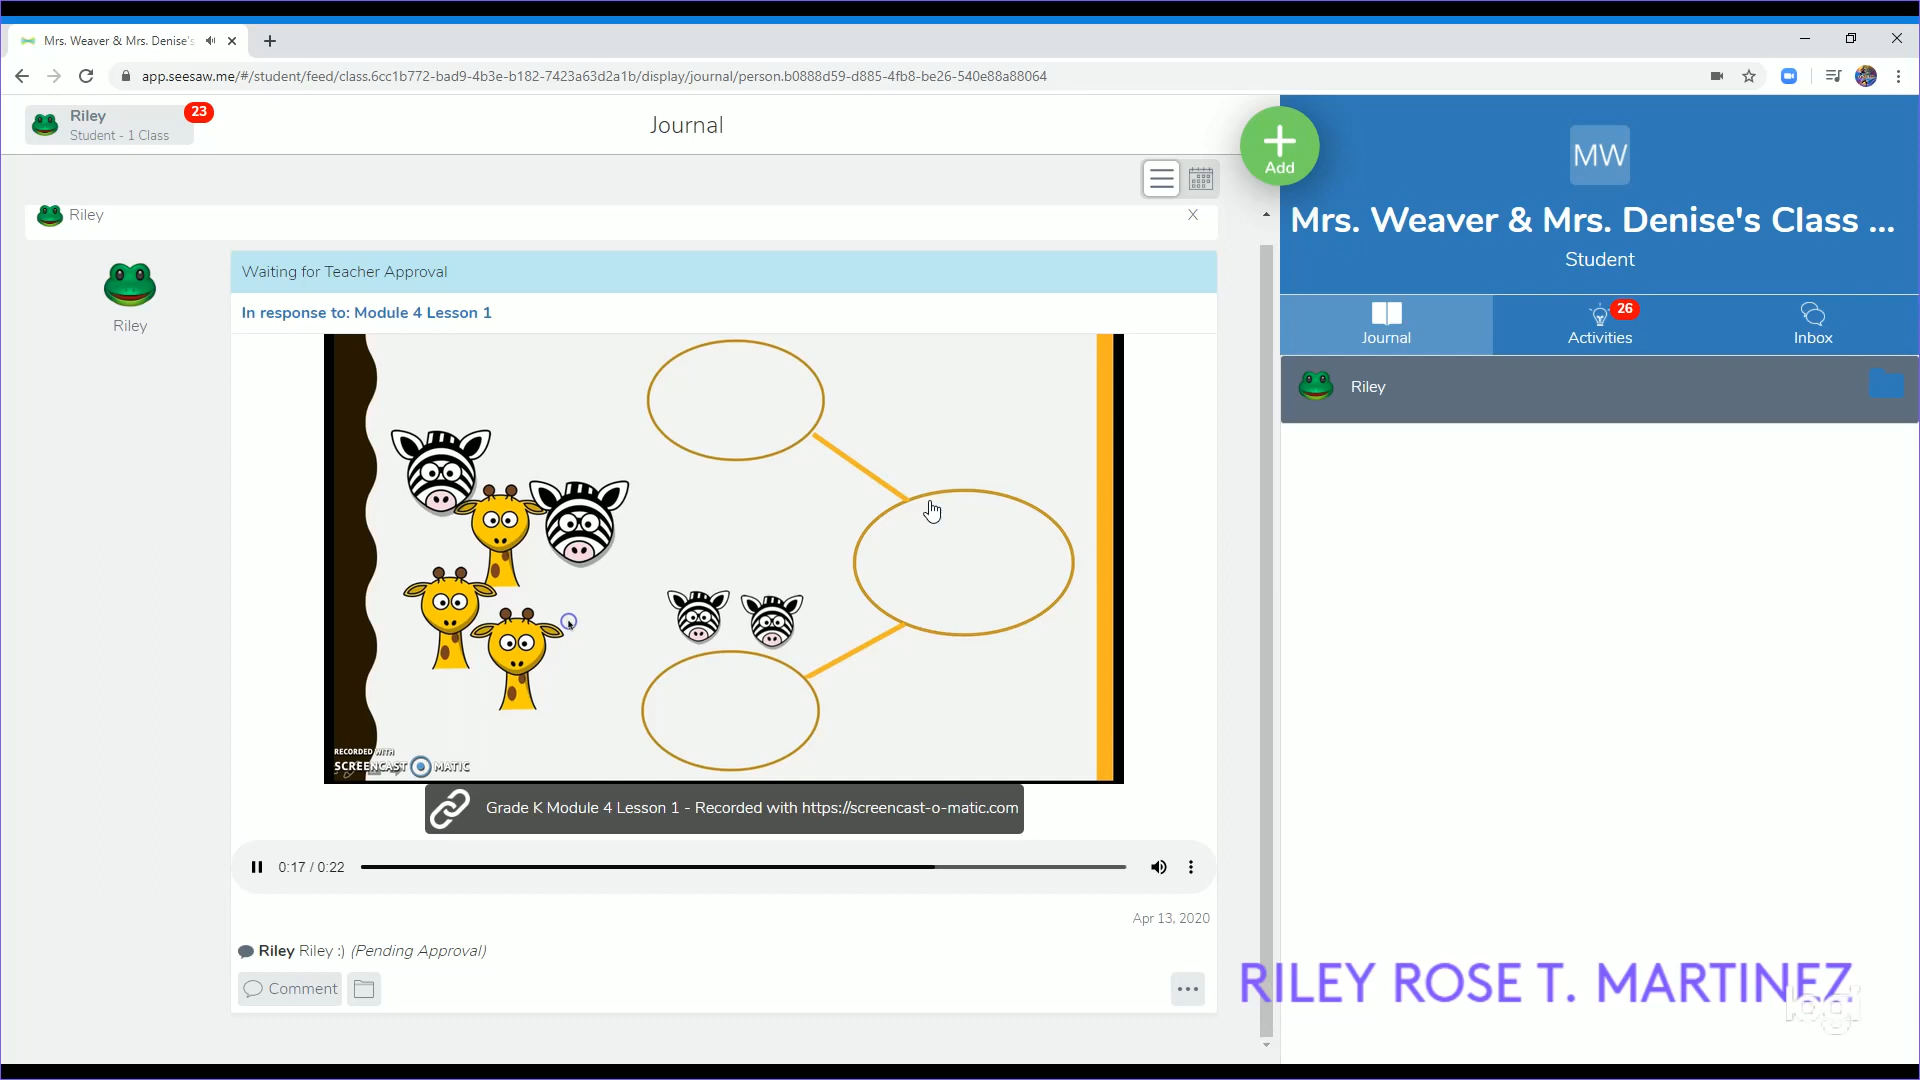 Mrs. Weaver & Mrs. Denise's
app.seesaw.me/#/student/feed/class.6cc1b772-bad9-4b3e-b182-7423a63d2a1b/display/journal/person.b0888d59-d885-4fb8-be26-540e88a88064
Riley
Student - 1 Class
23
Journal
Add
MW
Mrs. Weaver & Mrs. Denise's Class ...
Student
Journal
26
Activities
Inbox
Riley
Riley
X
Riley
Waiting for Teacher Approval
In response to: Module 4 Lesson 1
RECORDED WITH
SCREENCAST MATIC
Grade K Module 4 Lesson 1 - Recorded with https://screencast-o-matic.com
0:17 / 0:22
Apr 13, 2020
Riley Riley :) (Pending Approval)
Comment
RILEY ROSE T. MARTINEZ
logi